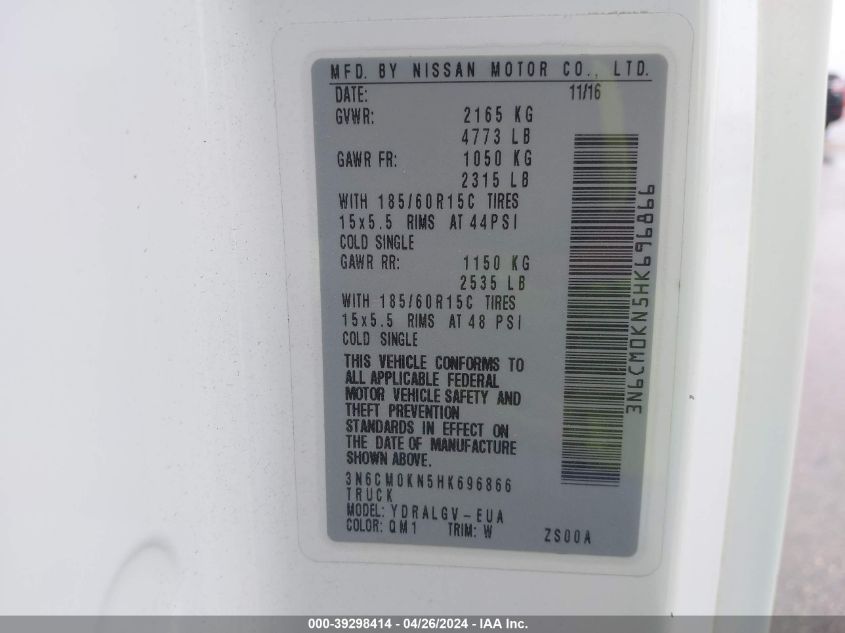 MFD. BY NISSAN MOTOR CO., LTD.
DATE: 11/16
GVWR: 2165 KG
4773 LB
GAWR FR: 1050 KG
2315 LB
WITH 185/60R15C TIRES
15x5.5 RIMS AT 44PSI
COLD SINGLE
GAWR RR: 1150 KG
2535 LB
WITH 185/60R15C TIRES
15x5.5 RIMS AT 48 PSI
COLD SINGLE
THIS VEHICLE CONFORMS TO
ALL APPLICABLE FEDERAL
MOTOR VEHICLE SAFETY AND
THEFT PREVENTION
STANDARDS IN EFFECT ON
THE DATE OF MANUFACTURE
SHOWN ABOVE.
3N6CM0KN5HK696866
TRUCK
MODEL: YDRALGV-EUA
COLOR: QM1 TRIM: W ZS00A
3N6CM0KN5HK696866
000-39298414 - 04/26/2024 - IAA Inc.